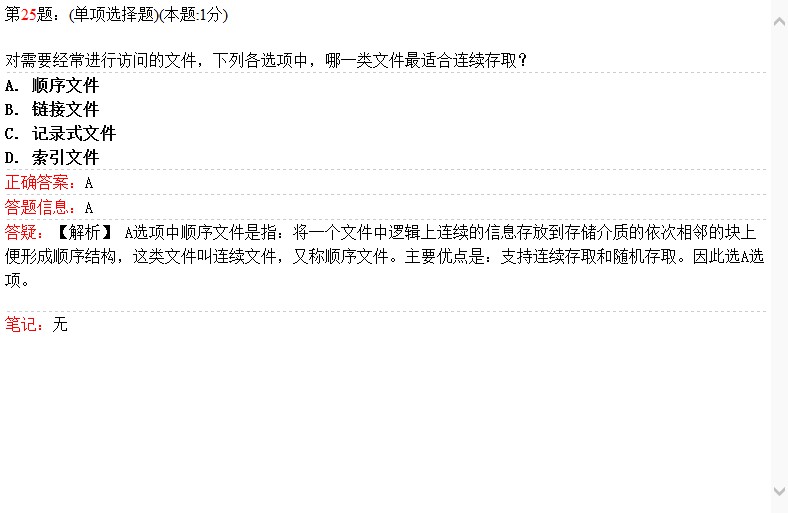 第25题：(单项选择题)(本题:1分)
对需要经常进行访问的文件，下列各选项中，哪一类文件最适合连续存取？
A. 顺序文件
B. 链接文件
C. 记录式文件
D. 索引文件
正确答案：A
答题信息：A
答疑：【解析】 A选项中顺序文件是指：将一个文件中逻辑上连续的信息存放到存储介质的依次相邻的块上
便形成顺序结构，这类文件叫连续文件，又称顺序文件。主要优点是：支持连续存取和随机存取。因此选A选
项。
笔记：无